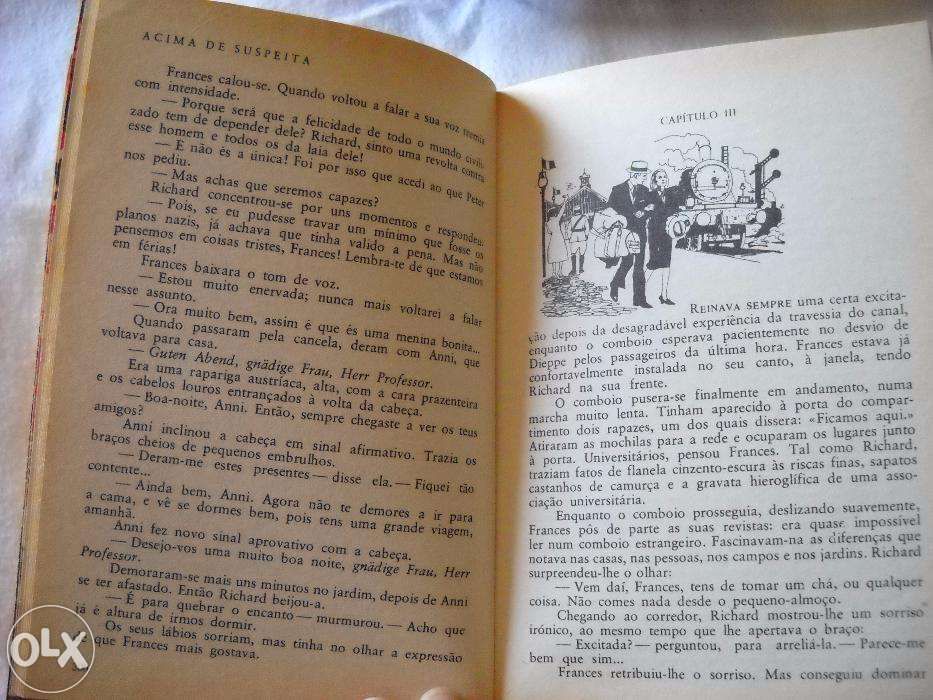 ACIMA DE SUSPEITA
Frances calou-se. Quando voltou a falar a sua voz tremia
com intensidade.
— Porque será que a felicidade de todo o mundo civili-
zado tem de depender dele? Richard, sinto uma revolta contra
esse homem e todos os da laia dele!
— E não és a única! Foi por isso que acedi ao que Peter
nos pediu.
— Mas achas que seremos capazes?
Richard concentrou-se por uns momentos e respondeu:
— Pois, se eu pudesse travar um mínimo que fosse os
planos nazis, já achava que tinha valido a pena. Mas não
pensemos em coisas tristes, Frances! Lembra-te de que estamos
em férias!
Frances baixara o tom de voz.
— Estou muito enervada; nunca mais voltarei a falar
nesse assunto.
— Ora muito bem, assim é que és uma menina bonita...
Quando passaram pela cancela, deram com Anni, que
voltava para casa.
— Guten Abend, gnädige Frau, Herr Professor.
Era uma rapariga austríaca, alta, com a cara prazenteira
e os cabelos louros entrançados à volta da cabeça.
— Boa-noite, Anni. Então, sempre chegaste a ver os teus
amigos?
Anni inclinou a cabeça em sinal afirmativo. Trazia os
braços cheios de pequenos embrulhos.
— Deram-me estes presentes — disse ela. — Fiquei tão
contente...
— Ainda bem, Anni. Agora não te demores a ir para
a cama, e vê se dormes bem, pois tens uma grande viagem,
amanhã.
Anni fez novo sinal aprovativo com a cabeça.
— Desejo-vos uma muito boa noite, gnädige Frau, Herr
Professor.
Demoraram-se mais uns minutos no jardim, depois de Anni
se ter afastado. Então Richard beijou-a.
— É para quebrar o encanto — murmurou. — Acho que
já é altura de irmos dormir.
Os seus lábios sorriam, mas tinha no olhar a expressão
de que Frances mais gostava.
OLX
CAPÍTULO III
REINAVA SEMPRE uma certa excita-
ção depois da desagradável experiência da travessia do canal,
enquanto o comboio esperava pacientemente no desvio de
Dieppe pelos passageiros da última hora. Frances estava já
confortavelmente instalada no seu canto, à janela, tendo
Richard na sua frente.
O comboio pusera-se finalmente em andamento, numa
marcha muito lenta. Tinham aparecido à porta do compar-
timento dois rapazes, um dos quais dissera: «Ficamos aqui.»
Atiraram as mochilas para a rede e ocuparam os lugares junto
à porta. Universitários, pensou Frances. Tal como Richard,
traziam fatos de flanela cinzento-escura às riscas finas, sapatos
castanhos de camurça e a gravata hieroglífica de uma asso-
ciação universitária.
Enquanto o comboio prosseguia, deslizando suavemente,
Frances pôs de parte as suas revistas: era quase impossível
ler num comboio estrangeiro. Fascinavam-na as diferenças que
notava nas casas, nas pessoas, nos campos e nos jardins. Richard
surpreendeu-lhe o olhar:
— Vem daí, Frances, tens de tomar um chá, ou qualquer
coisa. Não comes nada desde o pequeno-almoço.
Chegando ao corredor, Richard mostrou-lhe um sorriso
irónico, ao mesmo tempo que lhe apertava o braço:
— Excitada? — perguntou, para arreliá-la. — Parece-me
bem que sim...
Frances retribuiu-lhe o sorriso. Mas conseguiu dominar